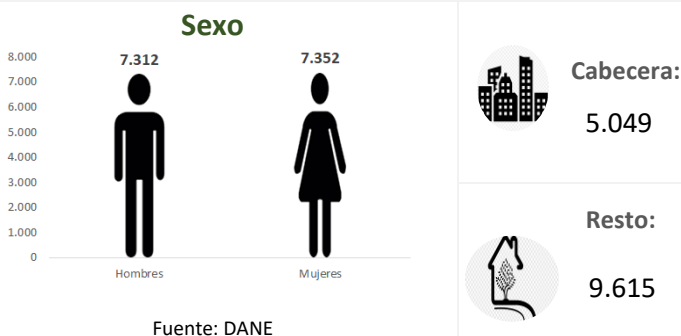 Sexo
8.000
7.000
6.000
5.000
4.000
3.000
2.000
1.000
0
7.312
7.352
Hombres
Mujeres
Fuente: DANE
Cabecera:
5.049
Resto:
9.615